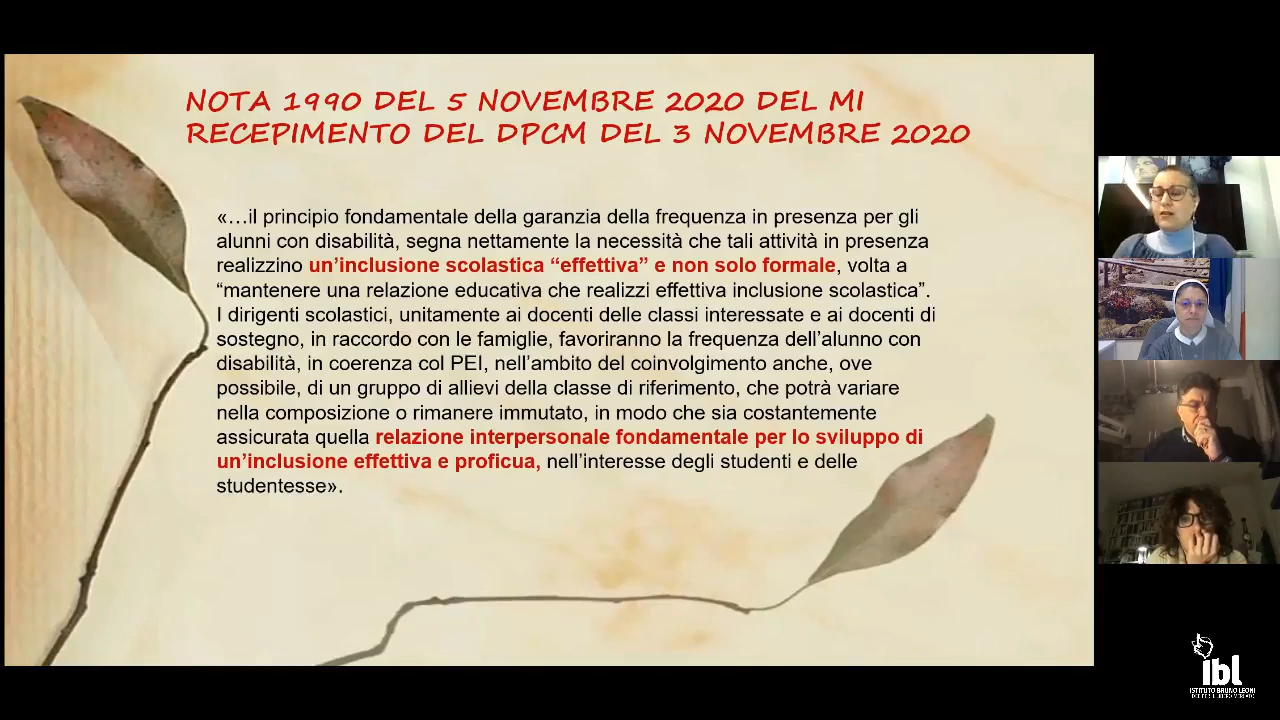 NOTA 1990 DEL 5 NOVEMBRE 2020 DEL MI
RECEPIMENTO DEL DPCM DEL 3 NOVEMBRE 2020
«…il principio fondamentale della garanzia della frequenza in presenza per gli
alunni con disabilità, segna nettamente la necessità che tali attività in presenza
realizzino un’inclusione scolastica “effettiva” e non solo formale, volta a
“mantenere una relazione educativa che realizzi effettiva inclusione scolastica”.
I dirigenti scolastici, unitamente ai docenti delle classi interessate e ai docenti di
sostegno, in raccordo con le famiglie, favoriranno la frequenza dell’alunno con
disabilità, in coerenza col PEI, nell’ambito del coinvolgimento anche, ove
possibile, di un gruppo di allievi della classe di riferimento, che potrà variare
nella composizione o rimanere immutato, in modo che sia costantemente
assicurata quella relazione interpersonale fondamentale per lo sviluppo di
un’inclusione effettiva e proficua, nell’interesse degli studenti e delle
studentesse».
ibl
ISTITUTO BRUNO LEONI